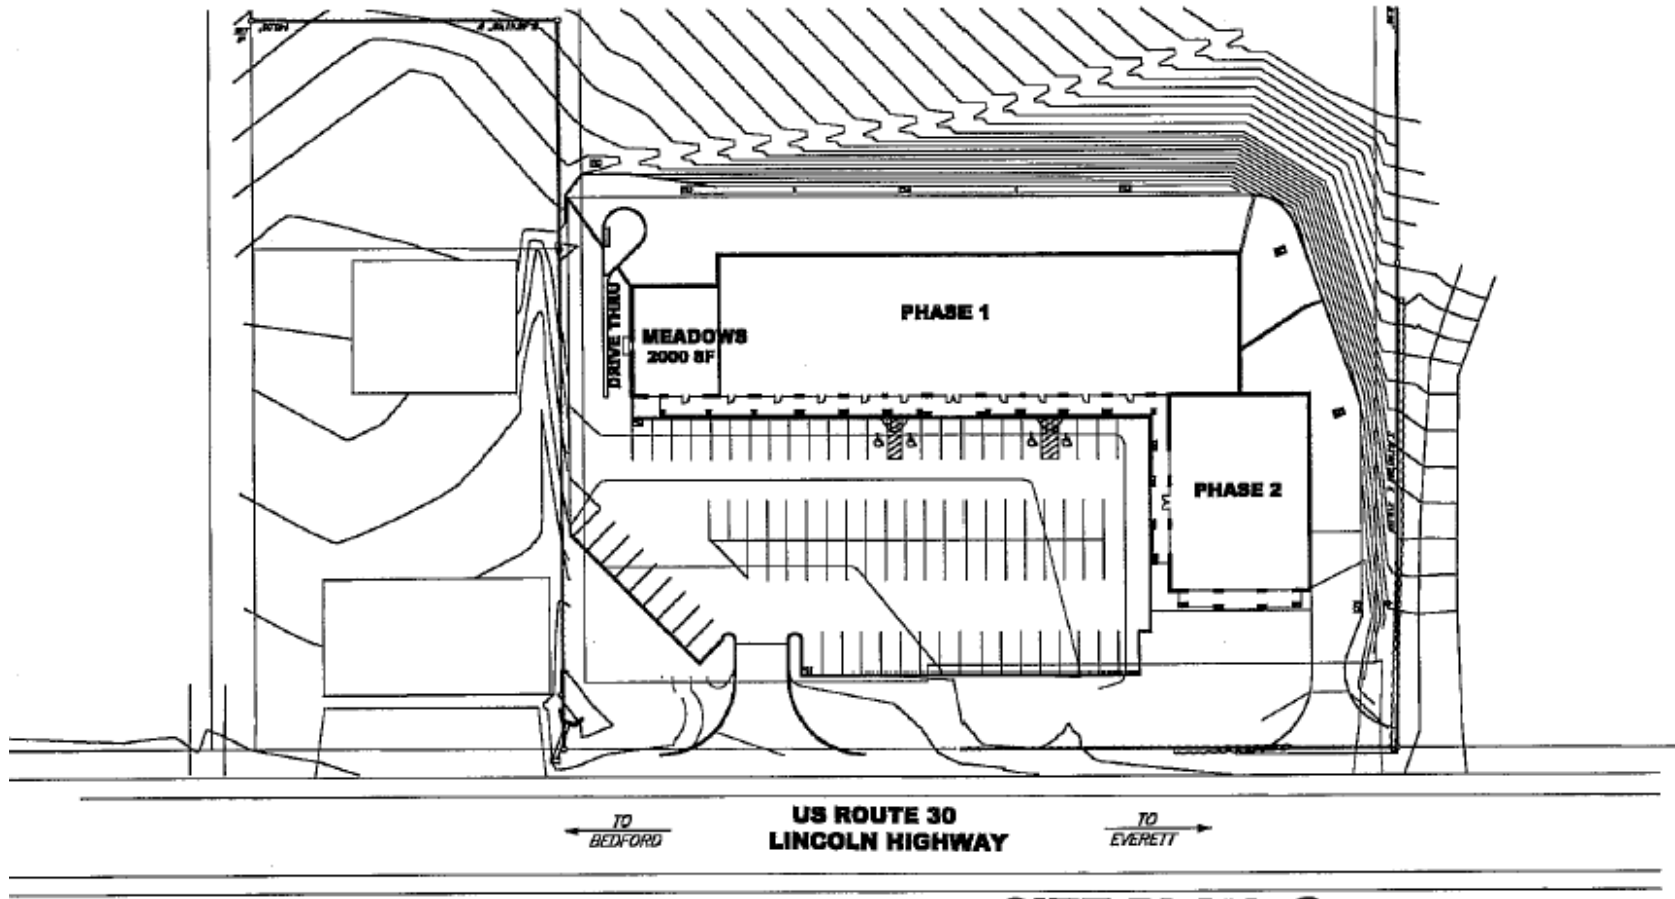 PHASE 1
DRIVE THRU
MEADOWS
2000 SF
PHASE 2
US ROUTE 30
LINCOLN HIGHWAY
TO
BEDFORD
TO
EVERETT